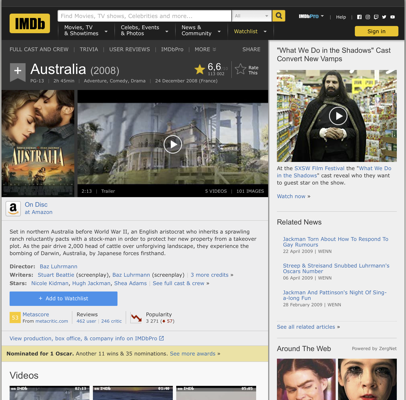 IMDb
Find Movies, TV shows, Celebrities and more...
All
IMDbPro
Help
Movies, TV & Showtimes
Celebs, Events & Photos
News & Community
Watchlist
Sign in
FULL CAST AND CREW | TRIVIA | USER REVIEWS | IMDbPro | MORE
SHARE
Australia (2008)
6,6
Rate This
PG-13 | 2h 45min | Adventure, Comedy, Drama | 24 December 2008 (France)
AUSTRALIA
2:13 | Trailer
5 VIDEOS | 101 IMAGES
On Disc
at Amazon
Set in northern Australia before World War II, an English aristocrat who inherits a sprawling
ranch reluctantly pacts with a stock-man in order to protect her new property from a takeover
plot. As the pair drive 2,000 head of cattle over unforgiving landscape, they experience the
bombing of Darwin, Australia, by Japanese forces firsthand.
Director: Baz Luhrmann
Writers: Stuart Beattie (screenplay), Baz Luhrmann (screenplay) | 3 more credits »
Stars: Nicole Kidman, Hugh Jackman, Shea Adams | See full cast & crew »
+ Add to Watchlist
Metascore
From metacritic.com
Reviews
462 user | 246 critic
Popularity
3 271 (57)
View production, box office, & company info on IMDbPro
Nominated for 1 Oscar. Another 11 wins & 35 nominations. See more awards »
Videos
"What We Do in the Shadows" Cast
Convert New Vamps
At the SXSW Film Festival the "What We Do
in the Shadows" cast reveal who they want
to guest star on the show.
Watch now »
Related News
Jackman Torn About How To Respond To
Gay Rumours
22 April 2009 | WENN
Streep & Streisand Snubbed Luhrmann's
Oscars Number
06 April 2009 | WENN
Jackman And Pattinson's Night Of Sing-
a-long Fun
28 February 2009 | WENN
See all related articles »
Around The Web | Powered by ZergNet